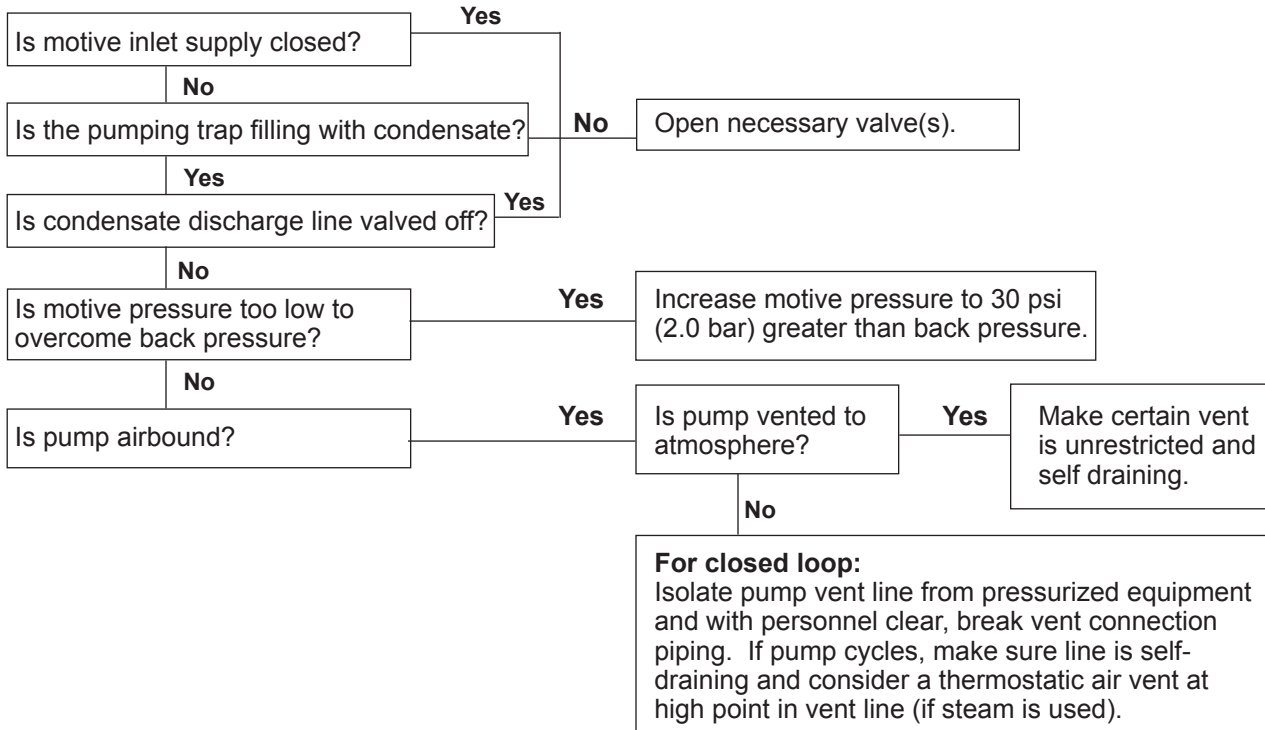 Yes
Is motive inlet supply closed?
No
Is the pumping trap filling with condensate?
No
Open necessary valve(s).
Yes
Is condensate discharge line valved off?
Yes
No
Is motive pressure too low to
overcome back pressure?
Yes
Increase motive pressure to 30 psi
(2.0 bar) greater than back pressure.
No
Is pump airbound?
Yes
Is pump vented to
atmosphere?
Yes
Make certain vent
is unrestricted and
self draining.
No
For closed loop:
Isolate pump vent line from pressurized equipment
and with personnel clear, break vent connection
piping.  If pump cycles, make sure line is self-
draining and consider a thermostatic air vent at
high point in vent line (if steam is used).